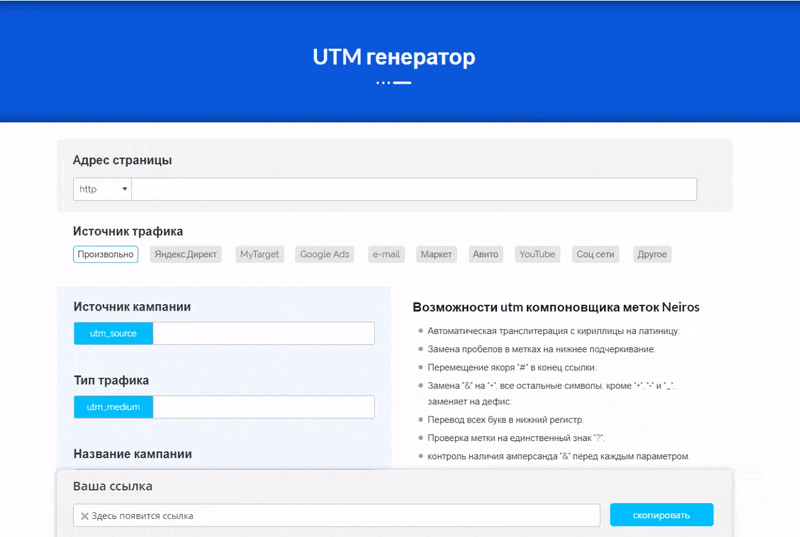 UTM генератор
Адрес страницы
http
Источник трафика
Произвольно
Яндекс.Директ
MyTarget
Google Ads
e-mail
Маркет
Авито
YouTube
Соц сети
Другое
Источник кампании
utm_source
Тип трафика
utm_medium
Название кампании
Возможности utm компоновщика меток Neiros
Автоматическая транслитерация с кириллицы на латиницу;
Замена пробелов в метках на нижнее подчеркивание;
Перемещение якоря "#" в конец ссылки;
Замена "&" на "+", все остальные символы, кроме "+", "-" и "_",
заменяет на дефис;
Перевод всех букв в нижний регистр;
Проверка метки на единственный знак "?";
контроль наличия амперсанда "&" перед каждым параметром.
Ваша ссылка
Здесь появится ссылка
скопировать